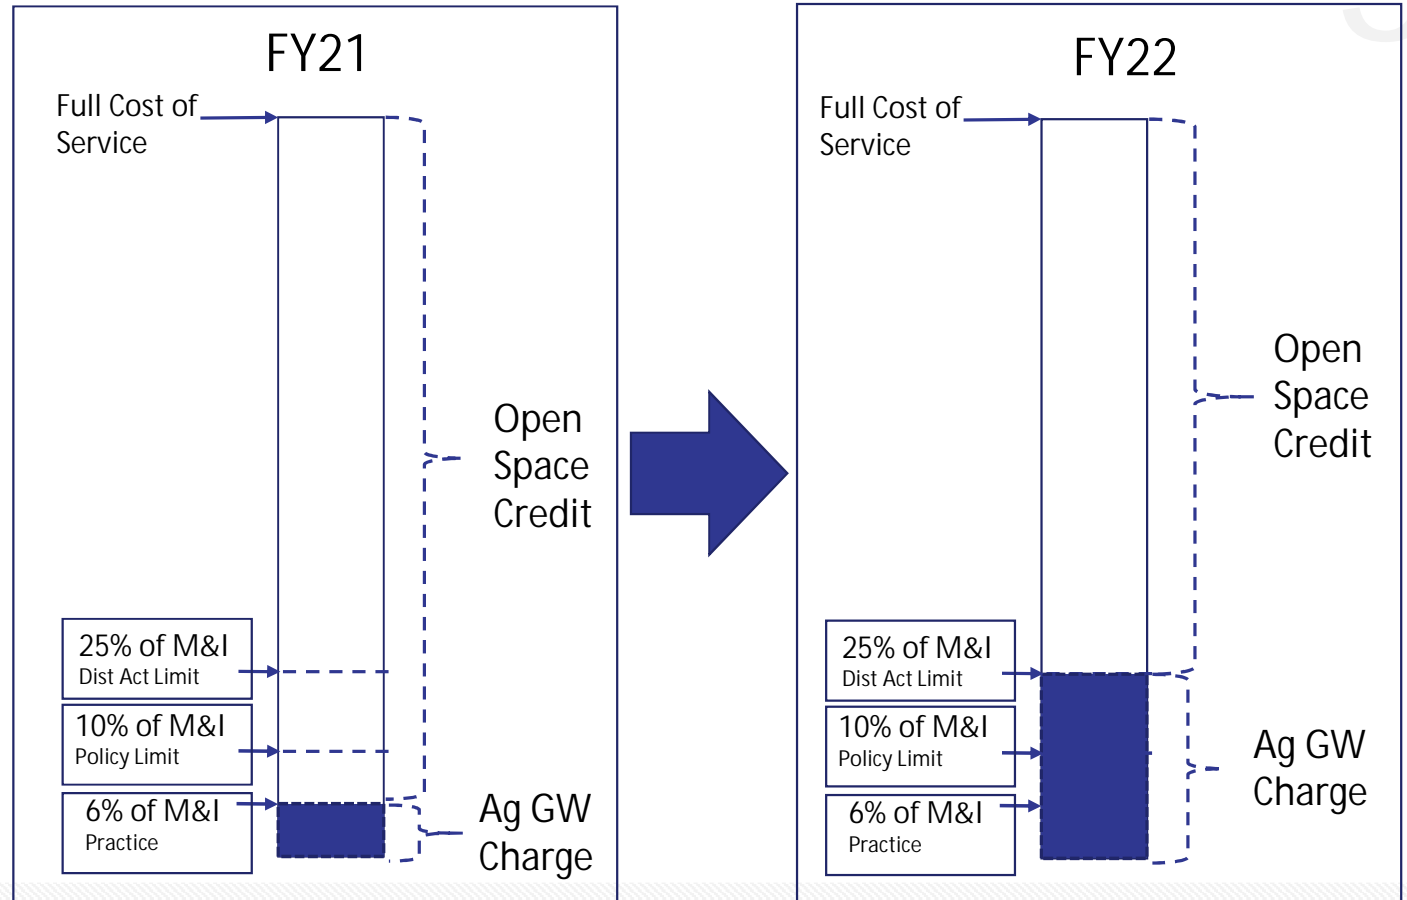 FY21
Full Cost of
Service
Open
Space
Credit
25% of M&I
Dist Act Limit
10% of M&I
Policy Limit
6% of M&I
Practice
Ag GW
Charge
FY22
Full Cost of
Service
Open
Space
Credit
25% of M&I
Dist Act Limit
10% of M&I
Policy Limit
6% of M&I
Practice
Ag GW
Charge